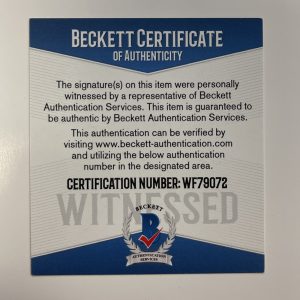 BECKETT CERTIFICATE
OF AUTHENTICITY
The signature(s) on this item were personally
witnessed by a representative of Beckett
Authentication Services. This item is guaranteed to
be authentic by Beckett Authentication Services.
This authentication can be verified by
visiting www.beckett-authentication.com
and utilizing the below authentication
number in the designated area.
CERTIFICATION NUMBER: WF79072
WITNESSED
BECKETT
B
AUTHENTICATION
SERVICES